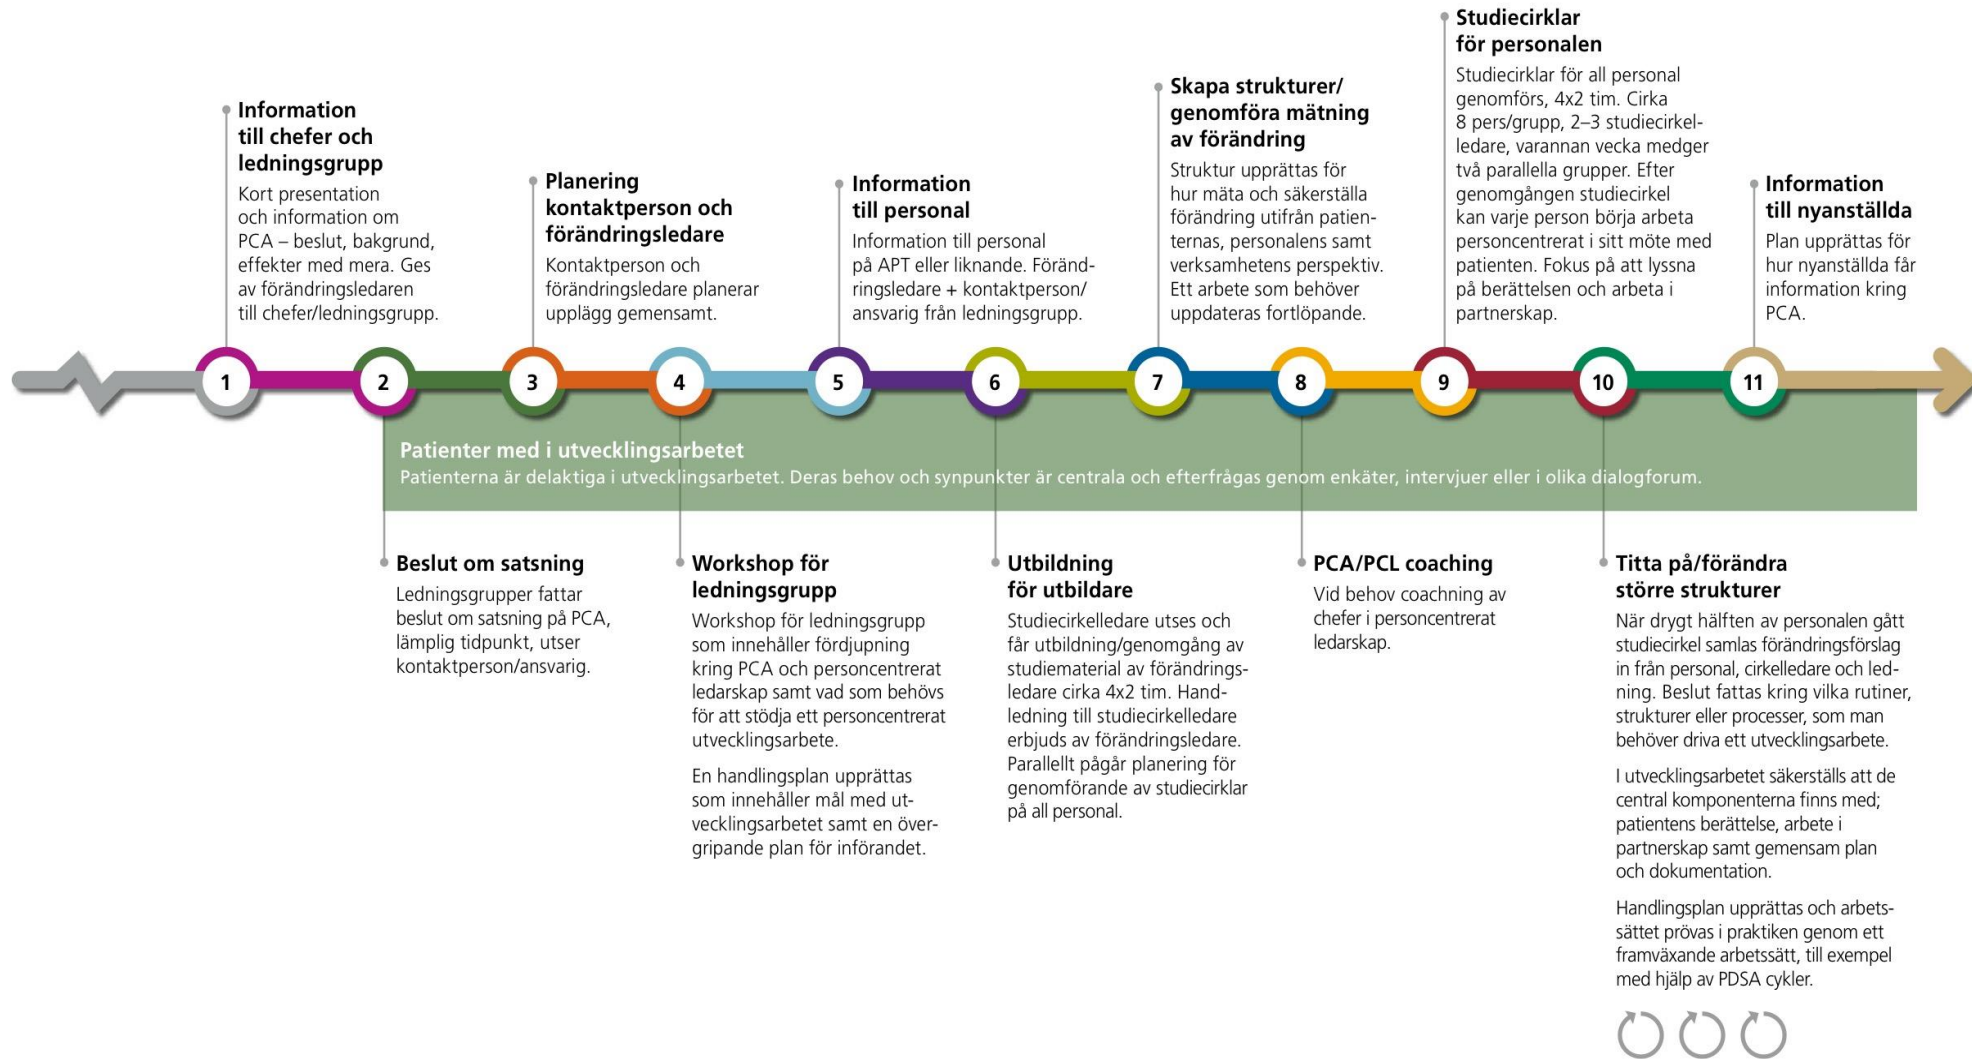 Information
till chefer och
ledningsgrupp
Kort presentation
och information om
PCA – beslut, bakgrund,
effekter med mera. Ges
av förändringsledaren
till chefer/ledningsgrupp.
Planering
kontaktperson och
förändringsledare
Kontaktperson och
förändringsledare planerar
upplägg gemensamt.
Information
till personal
Information till personal
på APT eller liknande. Föränd-
ringsledare + kontaktperson/
ansvarig från ledningsgrupp.
Skapa strukturer/
genomföra mätning
av förändring
Struktur upprättas för
hur mäta och säkerställa
förändring utifrån patien-
ternas, personalens samt
verksamhetens perspektiv.
Ett arbete som behöver
uppdateras fortlöpande.
Studiecirklar
för personalen
Studiecirklar för all personal
genomförs, 4x2 tim. Cirka
8 pers/grupp, 2–3 studiecirkel-
ledare, varannan vecka medger
två parallella grupper. Efter
genomgången studiecirkel
kan varje person börja arbeta
personcentrerat i sitt möte med
patienten. Fokus på att lyssna
på berättelsen och arbeta i
partnerskap.
Information
till nyanställda
Plan upprättas för
hur nyanställda får
information kring
PCA.
1
2
3
4
5
6
7
8
9
10
11
Patienter med i utvecklingsarbetet
Patienterna är delaktiga i utvecklingsarbetet. Deras behov och synpunkter är centrala och efterfrågas genom enkäter, intervjuer eller i olika dialogforum.
Beslut om satsning
Ledningsgrupper fattar
beslut om satsning på PCA,
lämplig tidpunkt, utser
kontaktperson/ansvarig.
Workshop för
ledningsgrupp
Workshop för ledningsgrupp
som innehåller fördjupning
kring PCA och personcentrerat
ledarskap samt vad som behövs
för att stödja ett personcentrerat
utvecklingsarbete.
En handlingsplan upprättas
som innehåller mål med ut-
vecklingsarbetet samt en över-
gripande plan för införandet.
Utbildning
för utbildare
Studiecirkelledare utses och
får utbildning/genomgång av
studiematerial av förändrings-
ledare cirka 4x2 tim. Hand-
ledning till studiecirkelledare
erbjuds av förändringsledare.
Parallellt pågår planering för
genomförande av studiecirklar
på all personal.
PCA/PCL coaching
Vid behov coachning av
chefer i personcentrerat
ledarskap.
Titta på/förändra
större strukturer
När drygt hälften av personalen gått
studiecirkel samlas förändringsförslag
in från personal, cirkelledare och led-
ning. Beslut fattas kring vilka rutiner,
strukturer eller processer, som man
behöver driva ett utvecklingsarbete.
I utvecklingsarbetet säkerställs att de
central komponenterna finns med;
patientens berättelse, arbete i
partnerskap samt gemensam plan
och dokumentation.
Handlingsplan upprättas och arbets-
sättet prövas i praktiken genom ett
framväxande arbetssätt, till exempel
med hjälp av PDSA cykler.